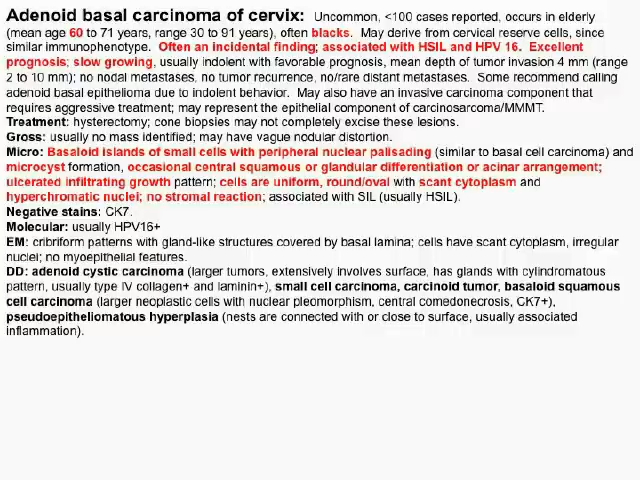 Adenoid basal carcinoma of cervix: Uncommon, <100 cases reported, occurs in elderly
(mean age 60 to 71 years, range 30 to 91 years), often blacks. May derive from cervical reserve cells, since
similar immunophenotype. Often an incidental finding; associated with HSIL and HPV 16. Excellent
prognosis; slow growing, usually indolent with favorable prognosis, mean depth of tumor invasion 4 mm (range
2 to 10 mm); no nodal metastases, no tumor recurrence, no/rare distant metastases. Some recommend calling
adenoid basal epithelioma due to indolent behavior. May also have an invasive carcinoma component that
requires aggressive treatment; may represent the epithelial component of carcinosarcoma/MMMT.
Treatment: hysterectomy; cone biopsies may not completely excise these lesions.
Gross: usually no mass identified; may have vague nodular distortion.
Micro: Basaloid islands of small cells with peripheral nuclear palisading (similar to basal cell carcinoma) and
microcyst formation, occasional central squamous or glandular differentiation or acinar arrangement;
ulcerated infiltrating growth pattern; cells are uniform, round/oval with scant cytoplasm and
hyperchromatic nuclei; no stromal reaction; associated with SIL (usually HSIL).
Negative stains: CK7.
Molecular: usually HPV16+
EM: cribriform patterns with gland-like structures covered by basal lamina; cells have scant cytoplasm, irregular
nuclei; no myoepithelial features.
DD: adenoid cystic carcinoma (larger tumors, extensively involves surface, has glands with cylindromatous
pattern, usually type IV collagen+ and laminin+), small cell carcinoma, carcinoid tumor, basaloid squamous
cell carcinoma (larger neoplastic cells with nuclear pleomorphism, central comedonecrosis, CK7+),
pseudoepitheliomatous hyperplasia (nests are connected with or close to surface, usually associated
inflammation).